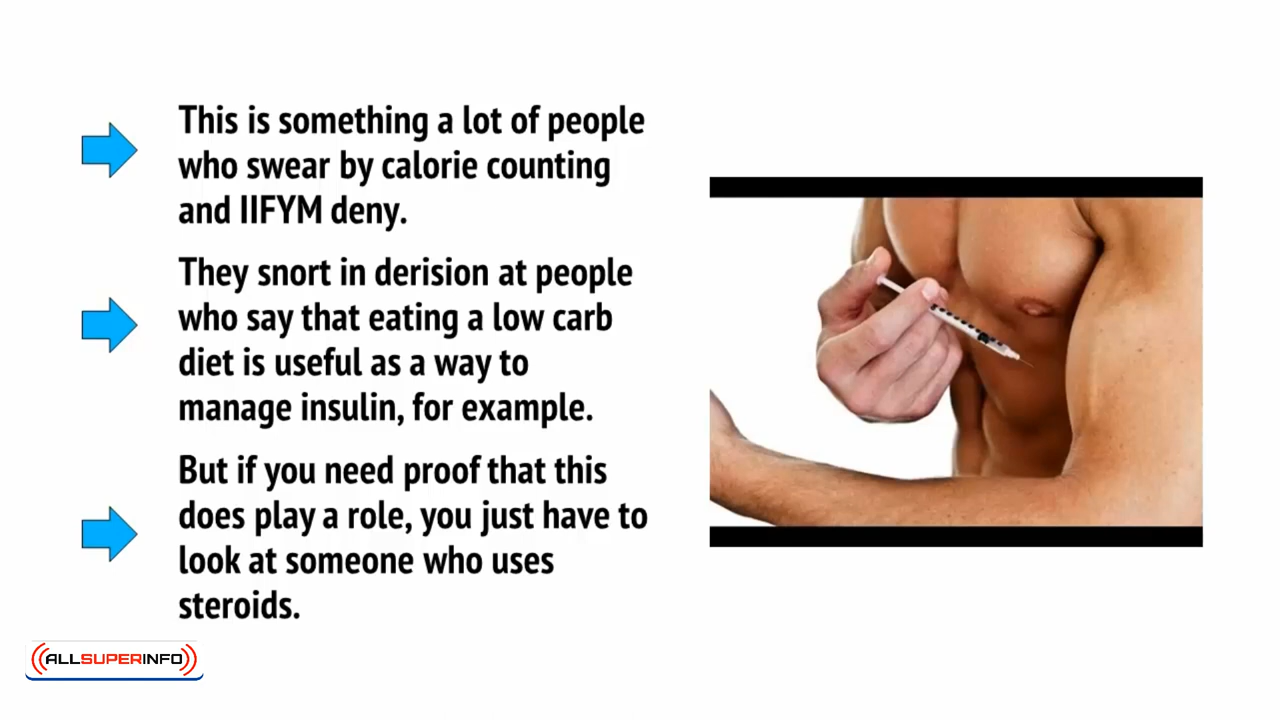 This is something a lot of people
who swear by calorie counting
and IIFYM deny.
They snort in derision at people
who say that eating a low carb
diet is useful as a way to
manage insulin, for example.
But if you need proof that this
does play a role, you just have to
look at someone who uses
steroids.
ALLSUPERINFO